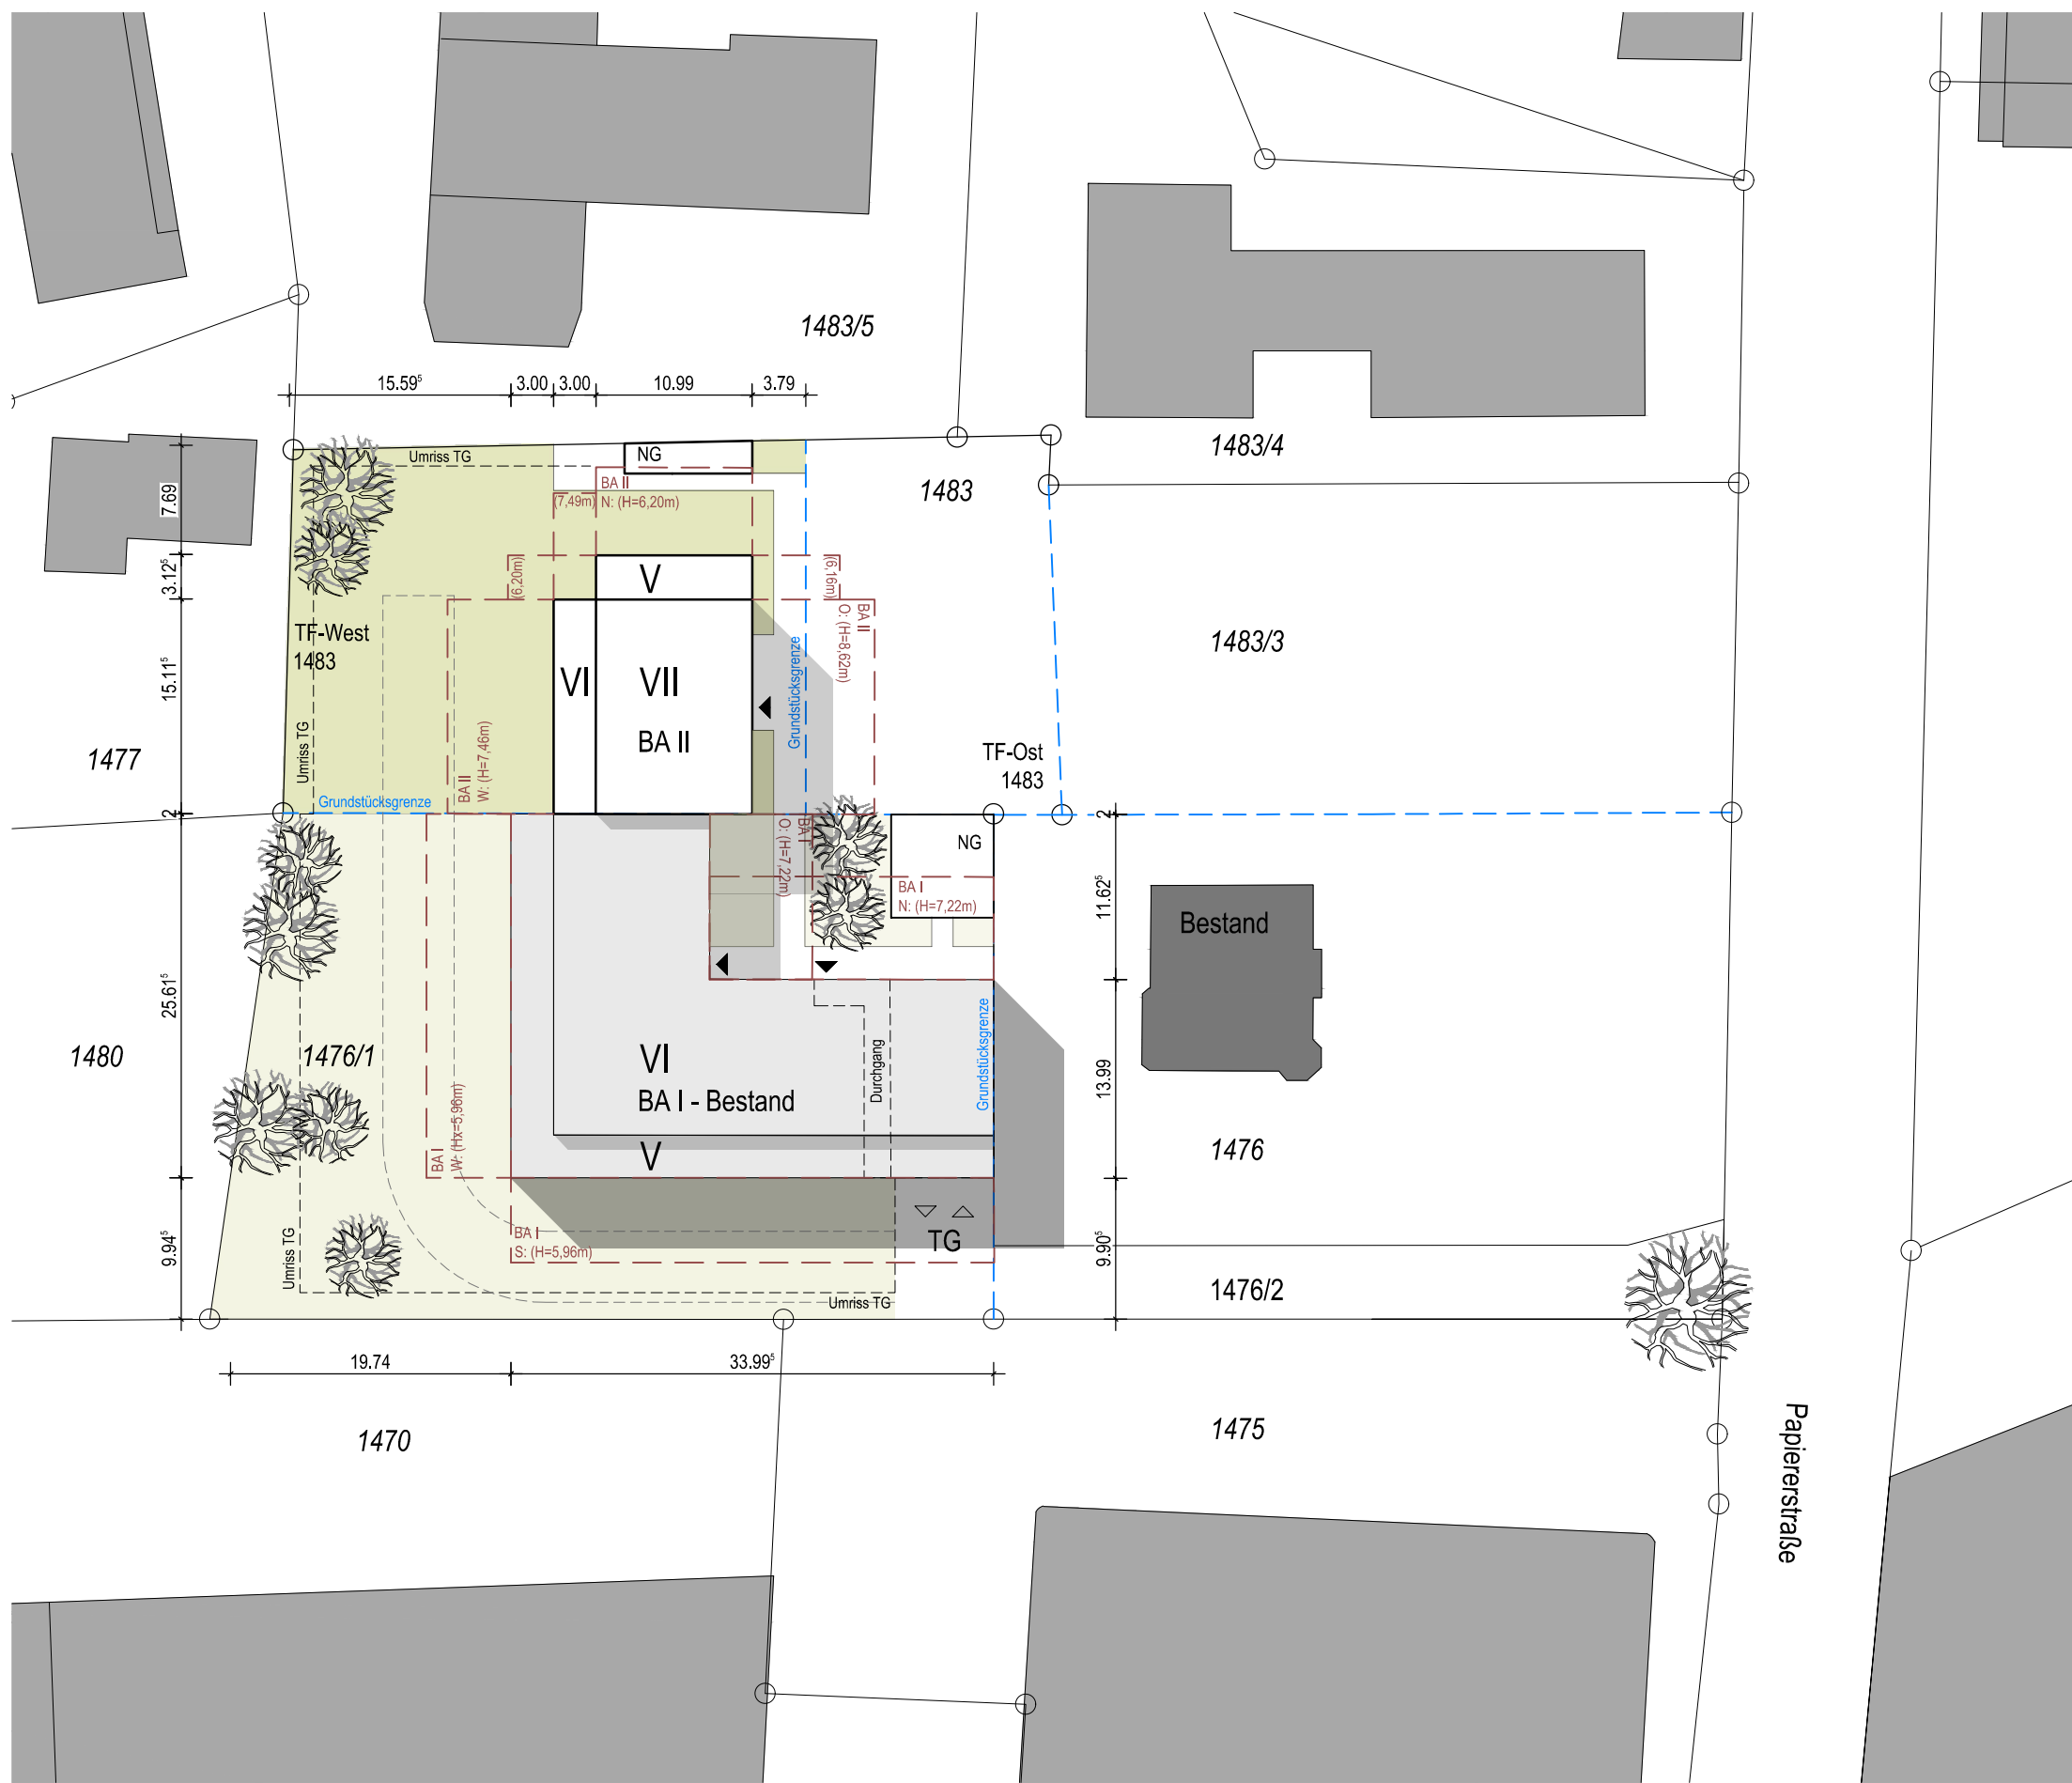 1483/5
15.59⁵
3.00
3.00
10.99
3.79
1483/4
Umriss TG
NG
BA II
N: (H=6,20m)
(7,49m)
1483
7.69
3.12⁵
(6,20m)
(6,16m)
V
BA II
O: (H=8,62m)
TF-West
1483
1483/3
15.11⁵
VI
VII
BA II
Grundstücksgrenze
Umriss TG
BA II
W: (H=7,46m)
TF-Ost
1483
1477
Grundstücksgrenze
2
2
BA I
O: (H=7,22m)
NG
BA I
N: (H=7,22m)
11.62⁵
Bestand
25.61⁵
1480
1476/1
VI
BA I - Bestand
Durchgang
Grundstücksgrenze
13.99
BA I
W: (Hx=5,96m)
V
1476
9.94⁵
Umriss TG
BA I
S: (H=5,96m)
TG
9.90⁵
1476/2
Umriss TG
19.74
33.99⁵
1470
1475
Papiererstraße